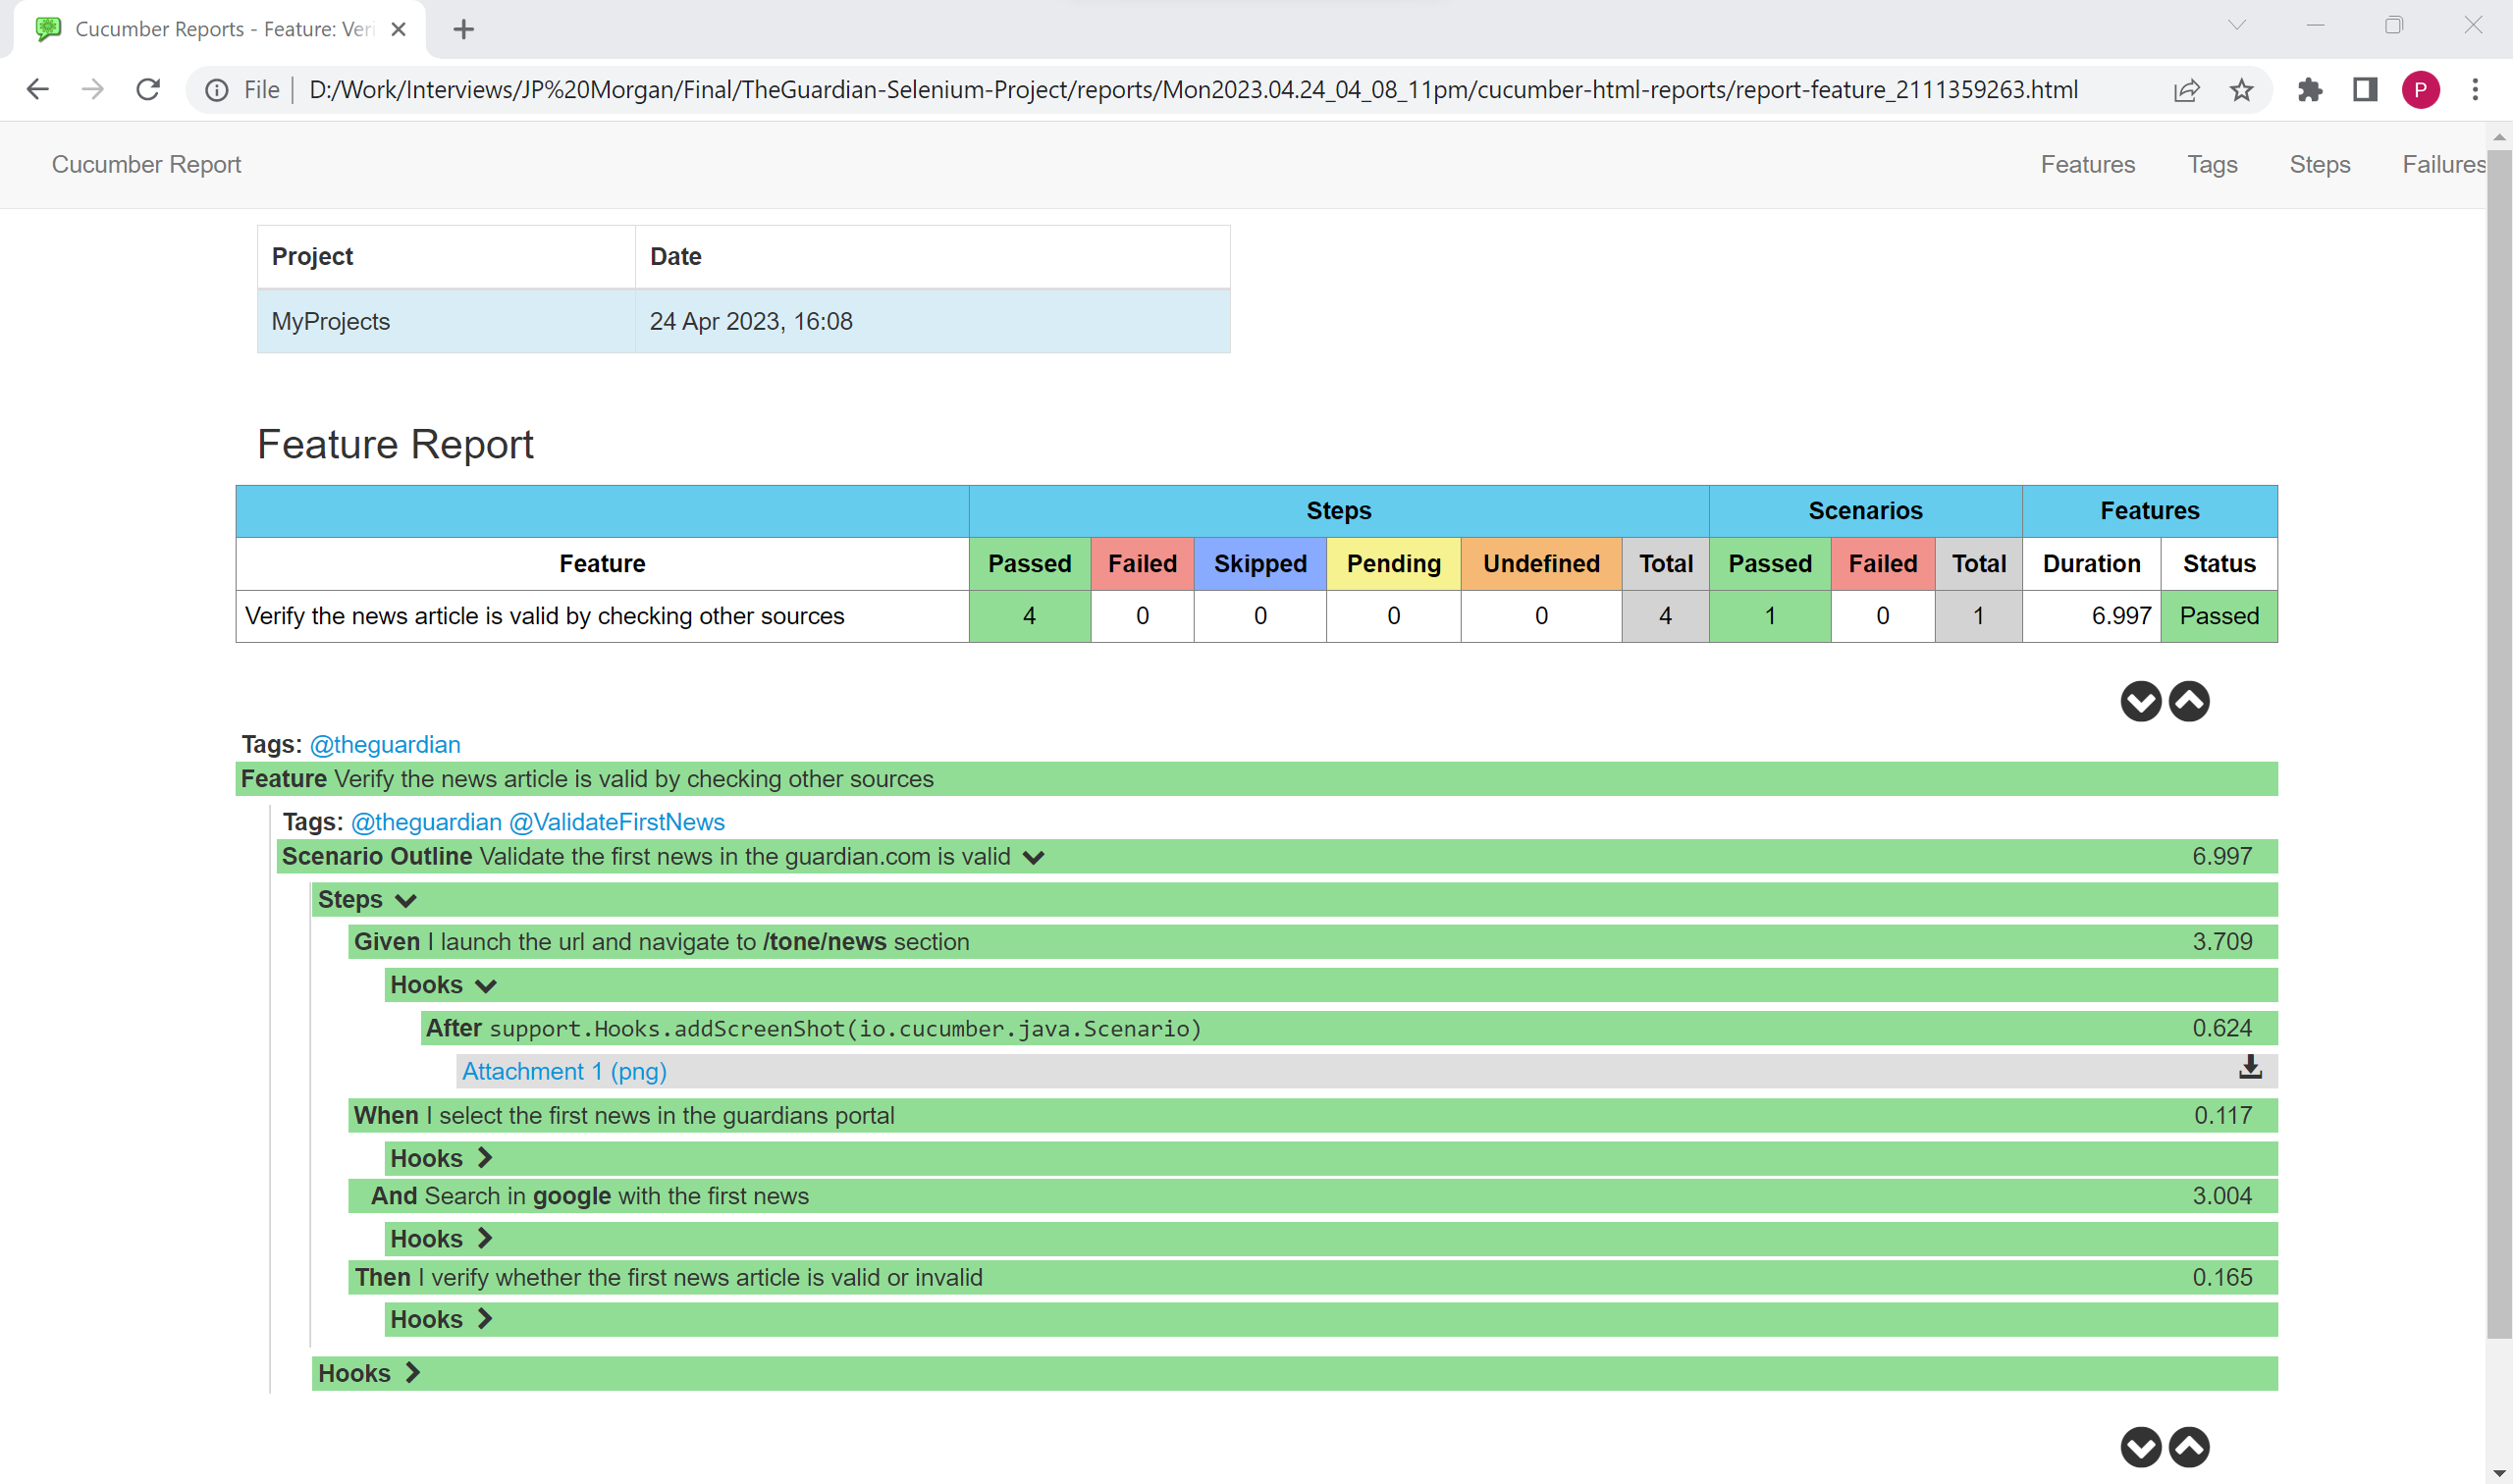 Cucumber Reports - Feature: Veri
File D:/Work/Interviews/JP%20Morgan/Final/TheGuardian-Selenium-Project/reports/Mon2023.04.24_04_08_11pm/cucumber-html-reports/report-feature_2111359263.html P
Cucumber Report Features Tags Steps Failures
Project Date
MyProjects 24 Apr 2023, 16:08
Feature Report
Steps Scenarios Features
Feature Passed Failed Skipped Pending Undefined Total Passed Failed Total Duration Status
Verify the news article is valid by checking other sources 4 0 0 0 0 4 1 0 1 6.997 Passed
Tags: @theguardian
Feature Verify the news article is valid by checking other sources
Tags: @theguardian @ValidateFirstNews
Scenario Outline Validate the first news in the guardian.com is valid 6.997
Steps
Given I launch the url and navigate to /tone/news section 3.709
Hooks
After support.Hooks.addScreenShot(io.cucumber.java.Scenario) 0.624
Attachment 1 (png)
When I select the first news in the guardians portal 0.117
Hooks
And Search in google with the first news 3.004
Hooks
Then I verify whether the first news article is valid or invalid 0.165
Hooks
Hooks